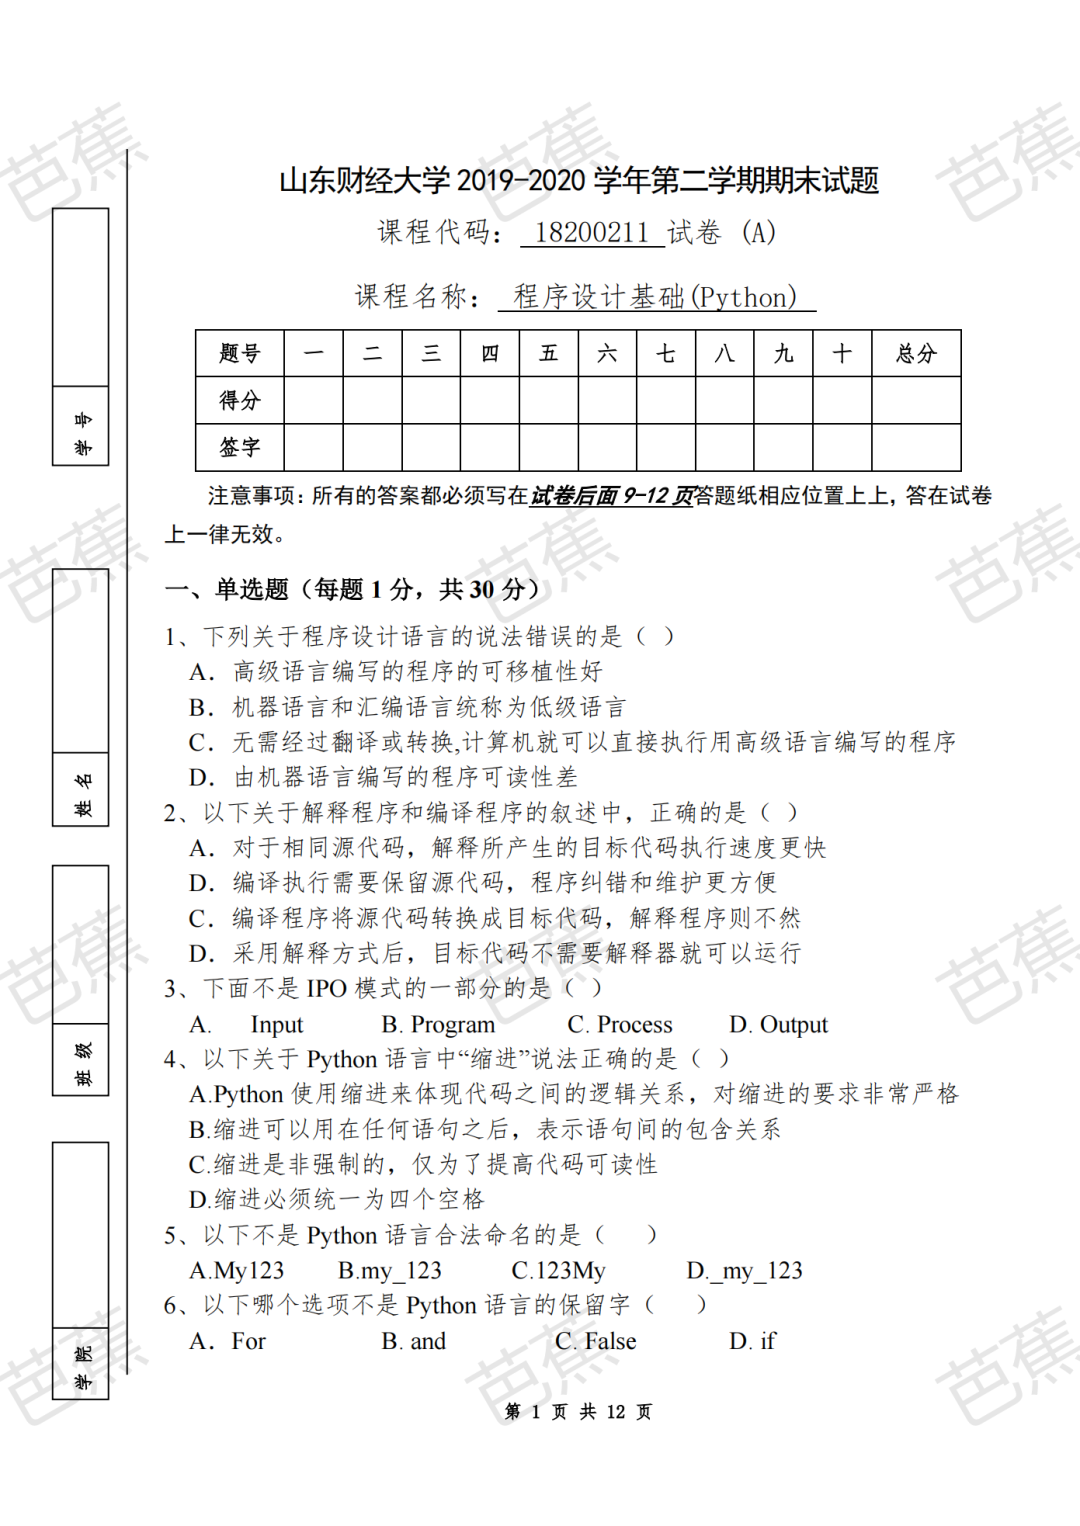 山东财经大学 2019-2020 学年第二学期期末试题
课程代码： 18200211 试卷 (A)
课程名称： 程序设计基础(Python)
题号 一 二 三 四 五 六 七 八 九 十 总分
得分
签字
注意事项：所有的答案都必须写在试卷后面 9-12 页答题纸相应位置上上，答在试卷
上一律无效。
一、单选题（每题 1 分，共 30 分）
1、下列关于程序设计语言的说法错误的是（ ）
A. 高级语言编写的程序的可移植性好
B. 机器语言和汇编语言统称为低级语言
C. 无需经过翻译或转换,计算机就可以直接执行用高级语言编写的程序
D. 由机器语言编写的程序可读性差
2、以下关于解释程序和编译程序的叙述中，正确的是（ ）
A. 对于相同源代码，解释所产生的目标代码执行速度更快
D. 编译执行需要保留源代码，程序纠错和维护更方便
C. 编译程序将源代码转换成目标代码，解释程序则不然
D. 采用解释方式后，目标代码不需要解释器就可以运行
3、下面不是 IPO 模式的一部分的是（ ）
A. Input B. Program C. Process D. Output
4、以下关于 Python 语言中“缩进”说法正确的是（ ）
A.Python 使用缩进来体现代码之间的逻辑关系，对缩进的要求非常严格
B.缩进可以用在任何语句之后，表示语句间的包含关系
C.缩进是非强制的，仅为了提高代码可读性
D.缩进必须统一为四个空格
5、以下不是 Python 语言合法命名的是（ ）
A.My123 B.my_123 C.123My D._my_123
6、以下哪个选项不是 Python 语言的保留字（ ）
A. For B. and C. False D. if
第 1 页 共 12 页
学 号
姓 名
班 级
学 院
芭蕉
芭蕉
芭蕉
芭蕉
芭蕉
芭蕉
芭蕉
芭蕉
芭蕉
芭蕉
芭蕉
芭蕉